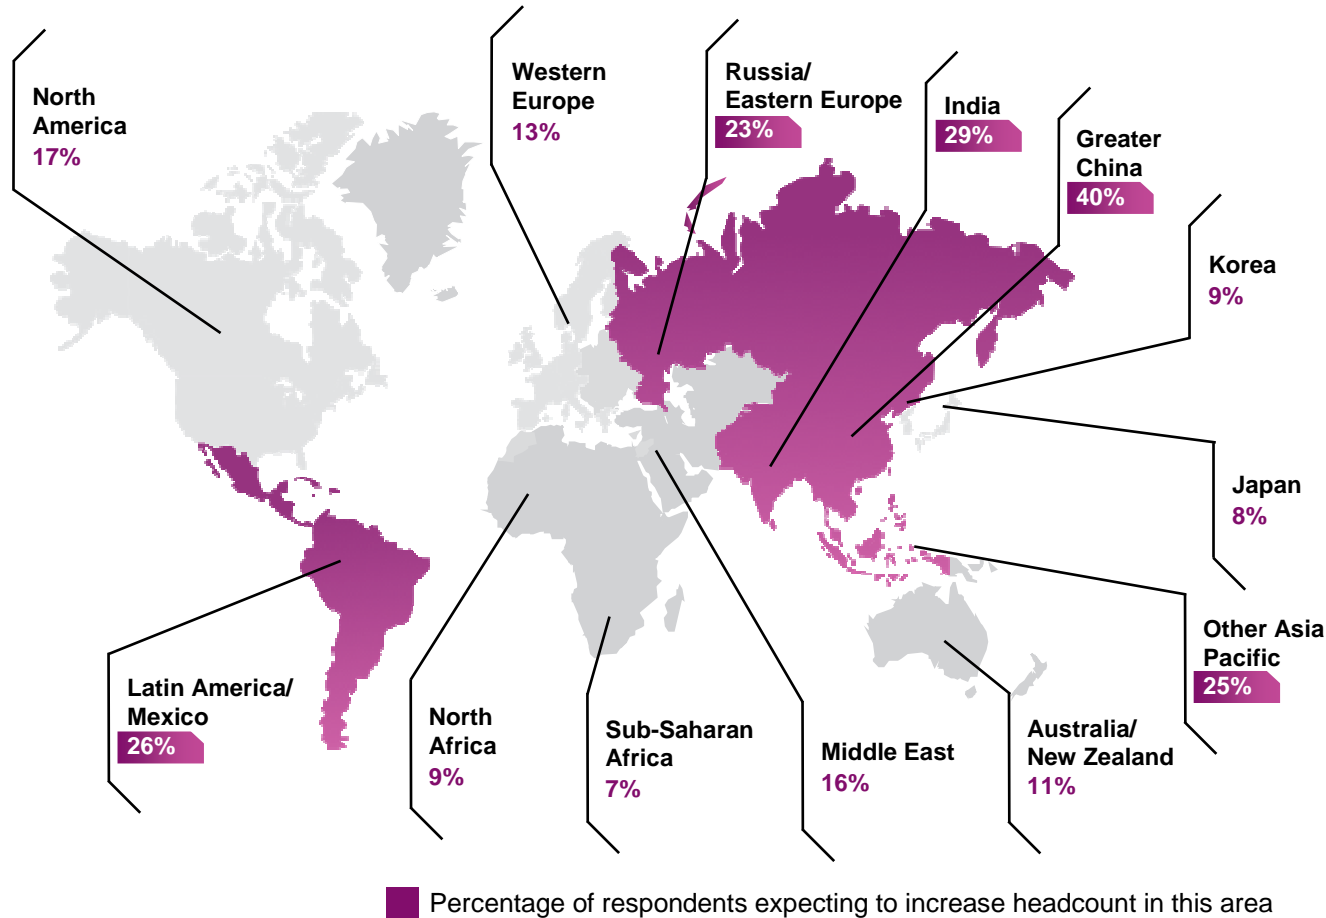 North
America
17%
Western
Europe
13%
Russia/
Eastern Europe
23%
India
29%
Greater
China
40%
Korea
9%
Japan
8%
Other Asia
Pacific
25%
Latin America/
Mexico
26%
North
Africa
9%
Sub-Saharan
Africa
7%
Middle East
16%
Australia/
New Zealand
11%
Percentage of respondents expecting to increase headcount in this area